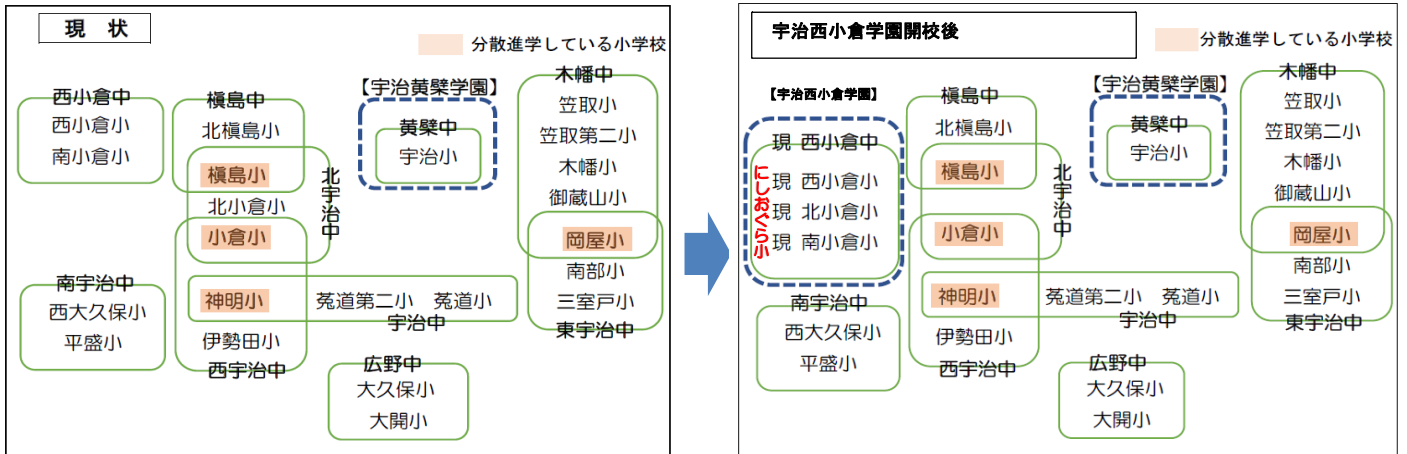 現　状
分散進学している小学校
西小倉中
西小倉小
南小倉小
槇島中
北槇島小
槇島小
北小倉小
小倉小
北宇治中
【宇治黄檗学園】
黄檗中
宇治小
木幡中
笠取小
笠取第二小
木幡小
御蔵山小
岡屋小
南部小
三室戸小
東宇治中
南宇治中
西大久保小
平盛小
神明小　菟道第二小　菟道小
宇治中
伊勢田小
西宇治中
広野中
大久保小
大開小
宇治西小倉学園開校後
分散進学している小学校
【宇治西小倉学園】
現 西小倉中
にしおぐら小
現 西小倉小
現 北小倉小
現 南小倉小
槇島中
北槇島小
槇島小
小倉小
北宇治中
【宇治黄檗学園】
黄檗中
宇治小
木幡中
笠取小
笠取第二小
木幡小
御蔵山小
岡屋小
南部小
三室戸小
東宇治中
南宇治中
西大久保小
平盛小
神明小　菟道第二小　菟道小
宇治中
伊勢田小
西宇治中
広野中
大久保小
大開小